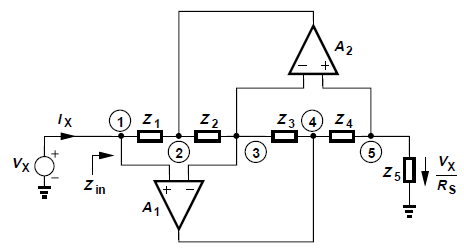 A2
− +
IX
1
Z1
Z2
Z3
4
Z4
2
3
5
VX
+
−
Zin
+ −
A1
Z5
VX
RS